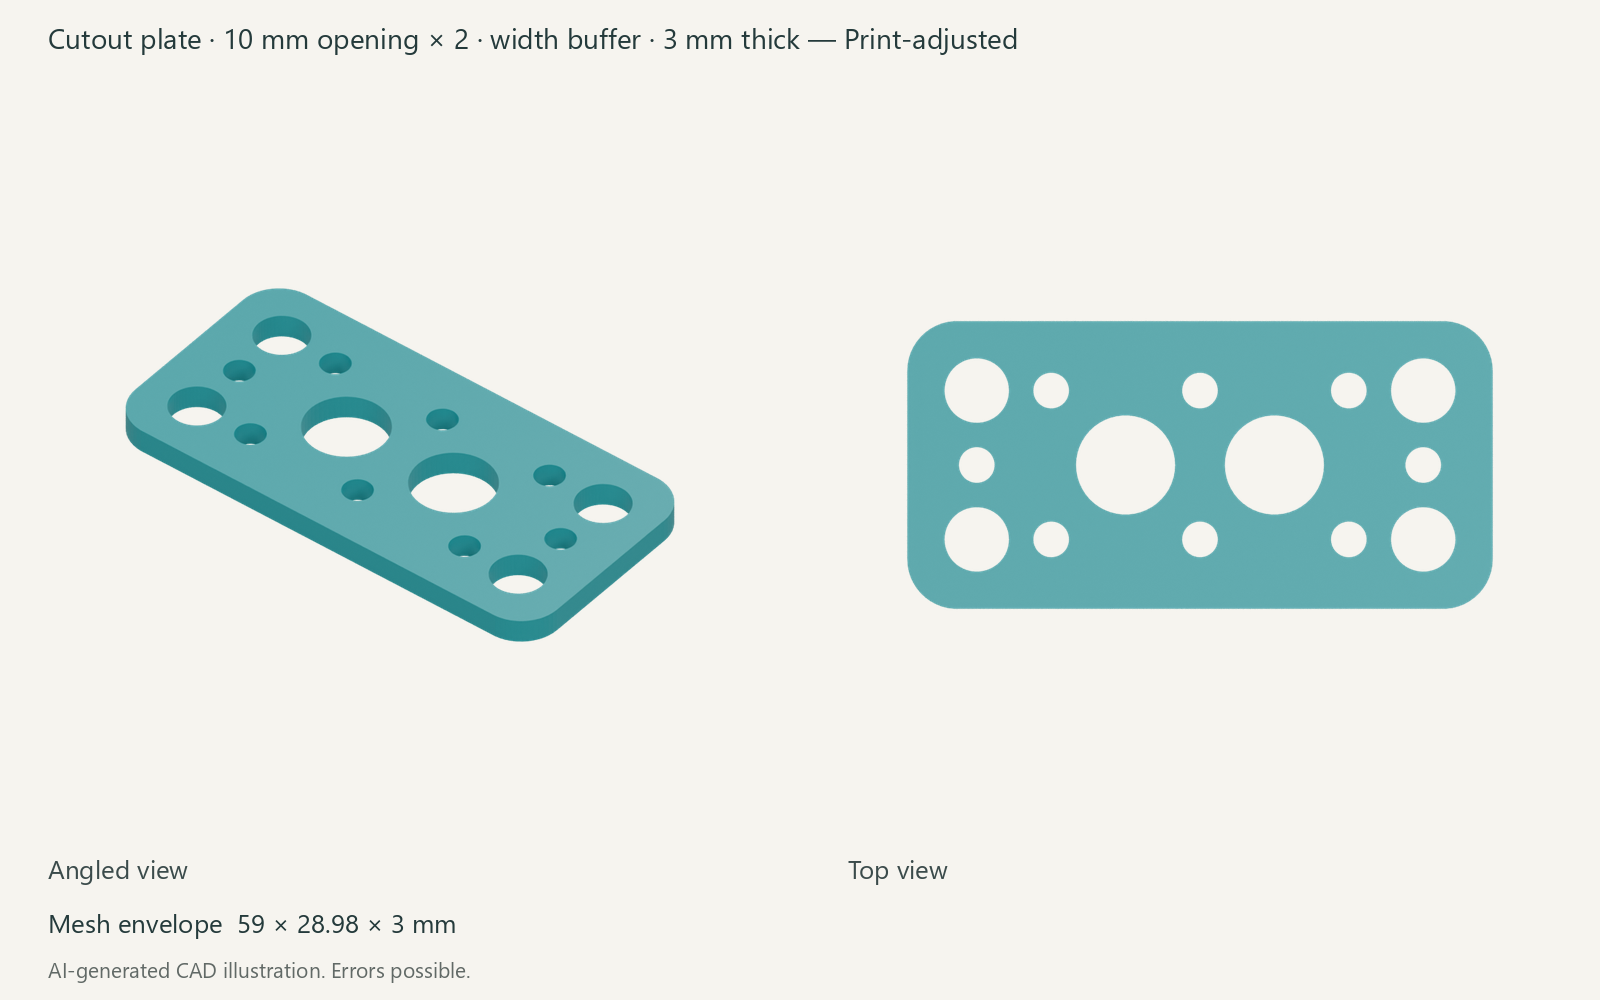 Cutout plate · 10 mm opening × 2 · width buffer · 3 mm thick — Print-adjusted
Angled view
Top view
Mesh envelope 59 × 28.98 × 3 mm
AI-generated CAD illustration. Errors possible.